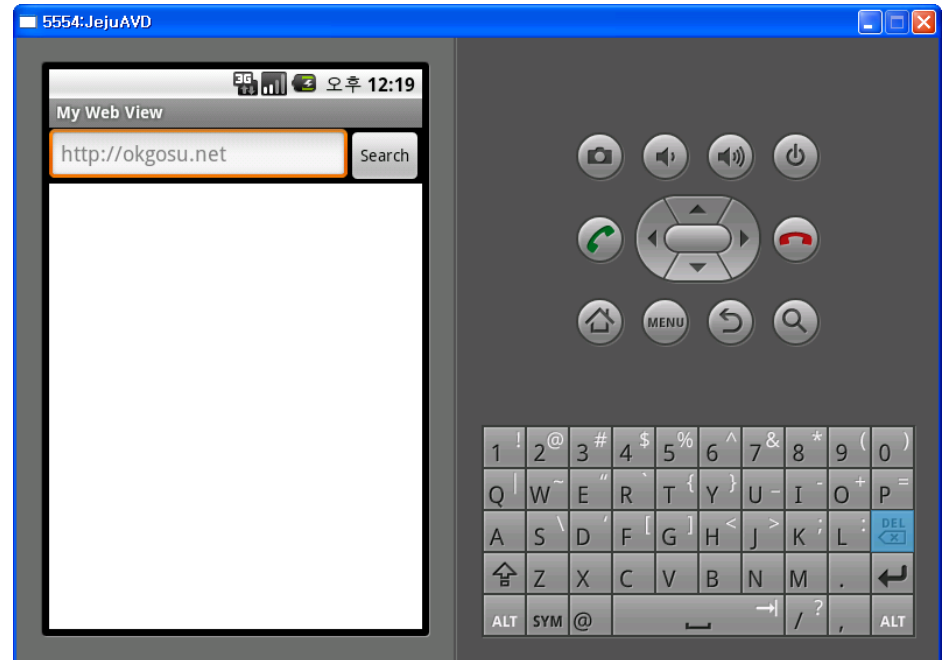 5554:JejuAVD
3G 오후 12:19
My Web View
http://okgosu.net
Search
MENU
1 ! 2 @ 3 # 4 $ 5 % 6 ^ 7 & 8 * 9 ( 0 )
Q | W ~ E " R ` T { Y } U _ I - O + P =
A S \ D ' F [ G ] H < J > K ; L : DEL
Z X C V B N M .
ALT SYM @ / ? , ALT